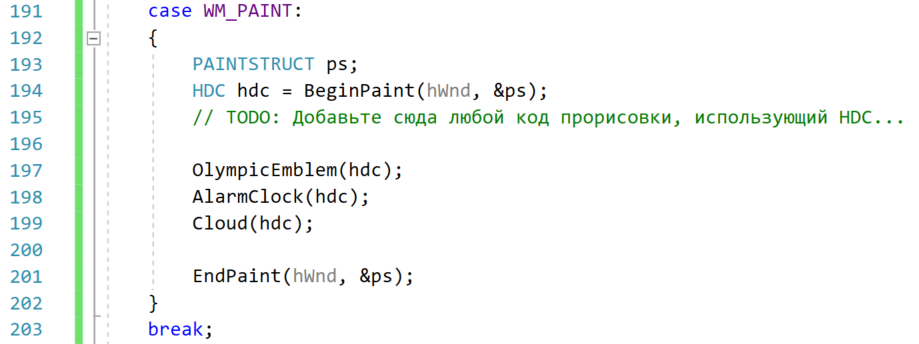 191 case WM_PAINT:
192 {
193 PAINTSTRUCT ps;
194 HDC hdc = BeginPaint(hWnd, &ps);
195 // TODO: Добавьте сюда любой код прорисовки, использующий HDC...
196
197 OlympicEmblem(hdc);
198 AlarmClock(hdc);
199 Cloud(hdc);
200
201 EndPaint(hWnd, &ps);
202 }
203 break;